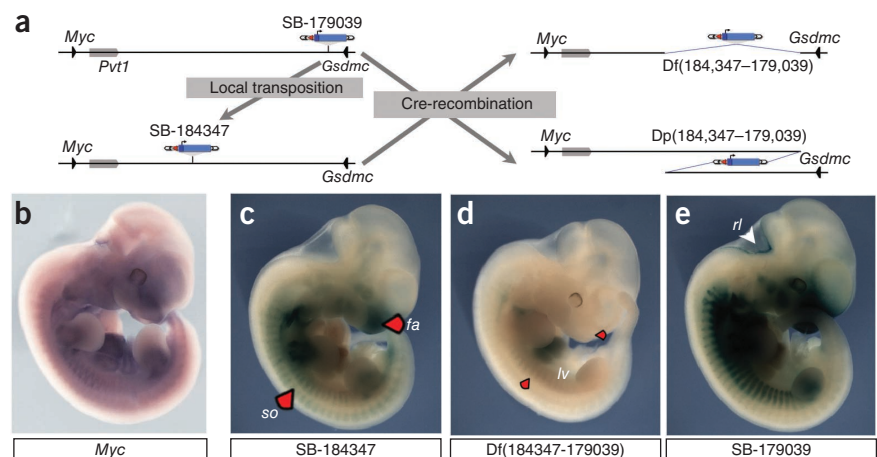 a
SB-179039
Myc
Pvt1
Gsdmc
Local transposition
SB-184347
Myc
Gsdmc
Cre-recombination
Myc
Gsdmc
Df(184,347–179,039)
Dp(184,347–179,039)
Myc
Gsdmc
b
c
d
e
fa
so
lv
rl
Myc
SB-184347
Df(184347-179039)
SB-179039